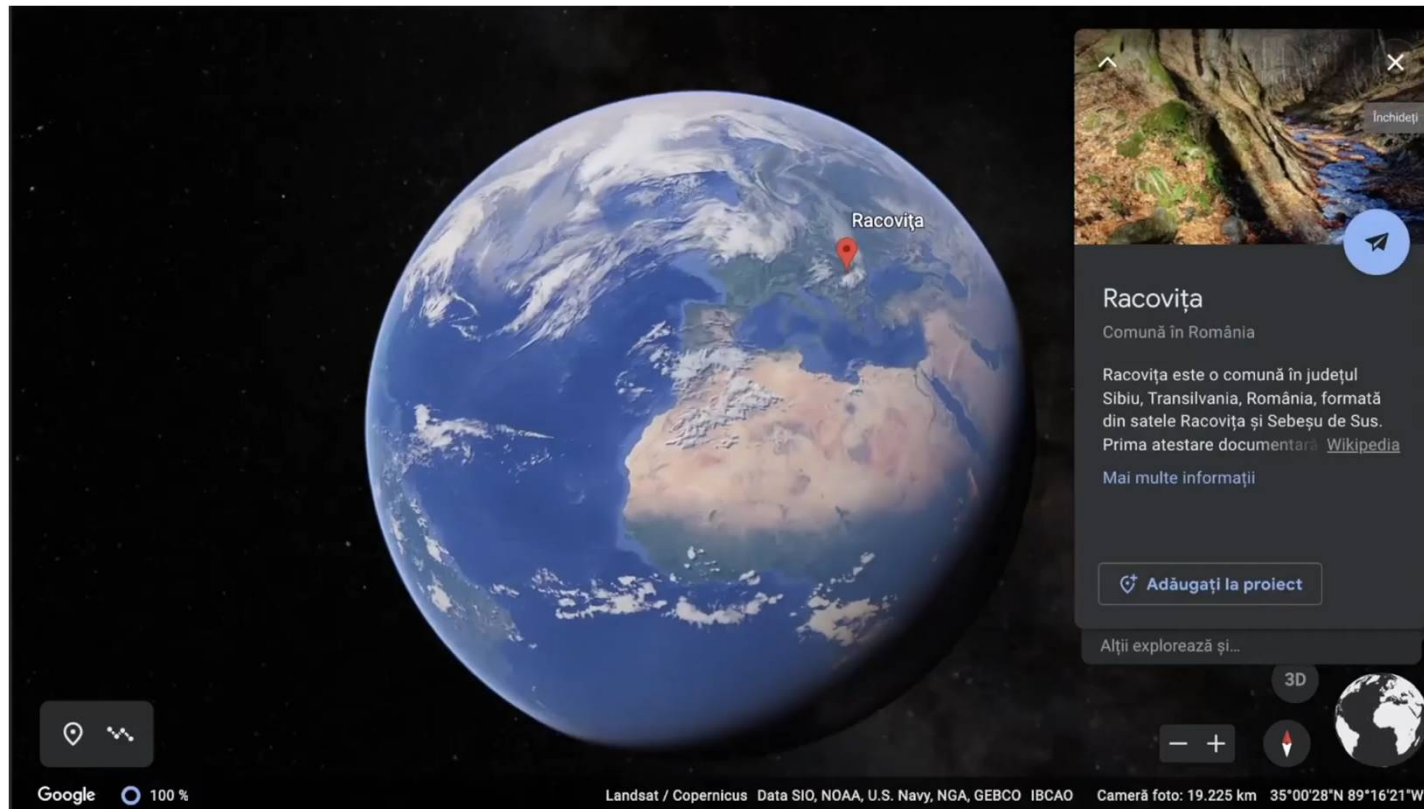 Racovița
Închideți
Racovița
Comună în România
Racovița este o comună în județul
Sibiu, Transilvania, România, formată
din satele Racovița și Sebeșu de Sus.
Prima atestare documentară Wikipedia
Mai multe informații
Adăugați la proiect
Alții explorează și...
3D
Google 100 % Landsat / Copernicus Data SIO, NOAA, U.S. Navy, NGA, GEBCO IBCAO Cameră foto: 19.225 km 35°00'28"N 89°16'21"W